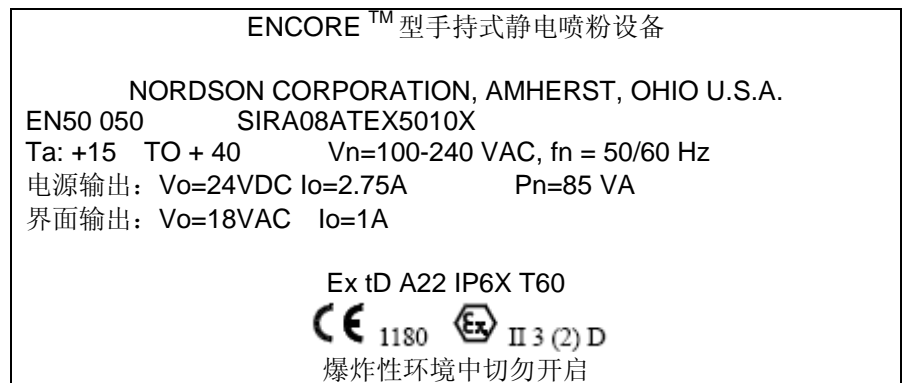 ENCORE TM 型手持式静电喷粉设备
NORDSON CORPORATION, AMHERST, OHIO U.S.A.
EN50 050 SIRA08ATEX5010X
Ta: +15 TO + 40 Vn=100-240 VAC, fn = 50/60 Hz
电源输出：Vo=24VDC Io=2.75A Pn=85 VA
界面输出：Vo=18VAC Io=1A
Ex tD A22 IP6X T60
CE 1180 Ex II 3 (2) D
爆炸性环境中切勿开启